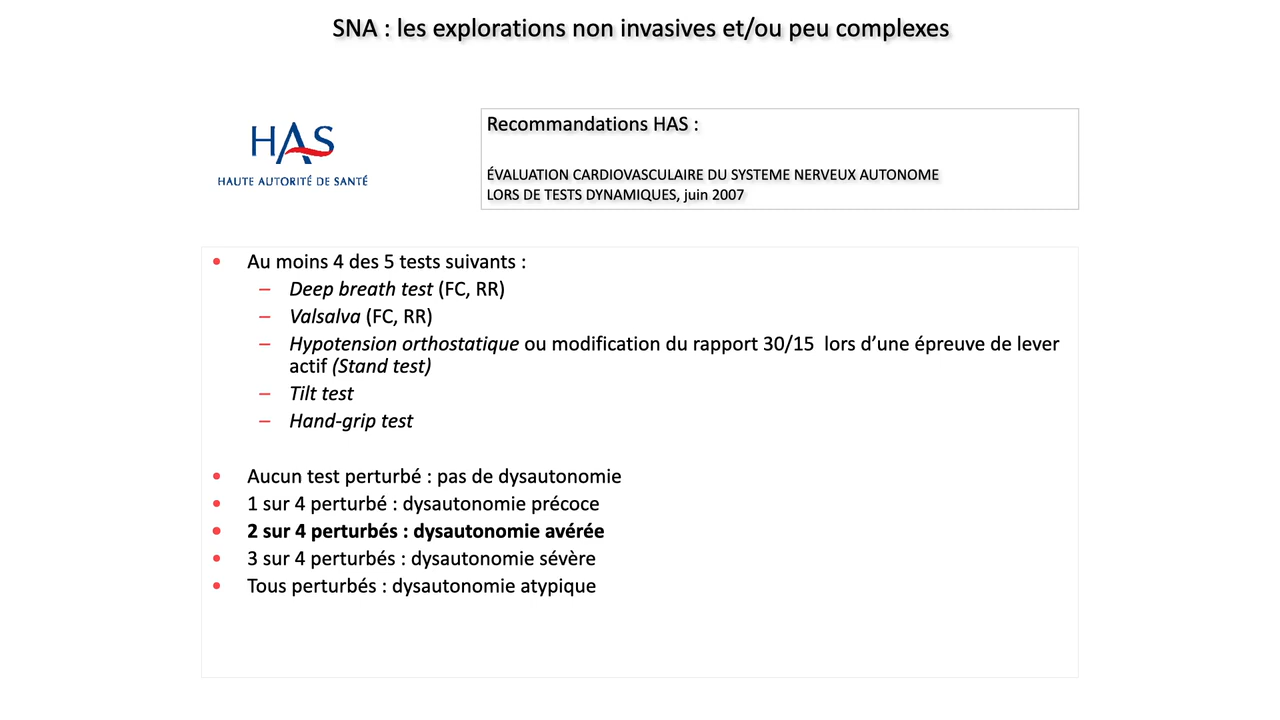 SNA : les explorations non invasives et/ou peu complexes
HAS
HAUTE AUTORITÉ DE SANTÉ
Recommandations HAS :
ÉVALUATION CARDIOVASCULAIRE DU SYSTEME NERVEUX AUTONOME
LORS DE TESTS DYNAMIQUES, juin 2007
• Au moins 4 des 5 tests suivants :
– Deep breath test (FC, RR)
– Valsalva (FC, RR)
– Hypotension orthostatique ou modification du rapport 30/15 lors d’une épreuve de lever
actif (Stand test)
– Tilt test
– Hand-grip test
• Aucun test perturbé : pas de dysautonomie
• 1 sur 4 perturbé : dysautonomie précoce
• 2 sur 4 perturbés : dysautonomie avérée
• 3 sur 4 perturbés : dysautonomie sévère
• Tous perturbés : dysautonomie atypique